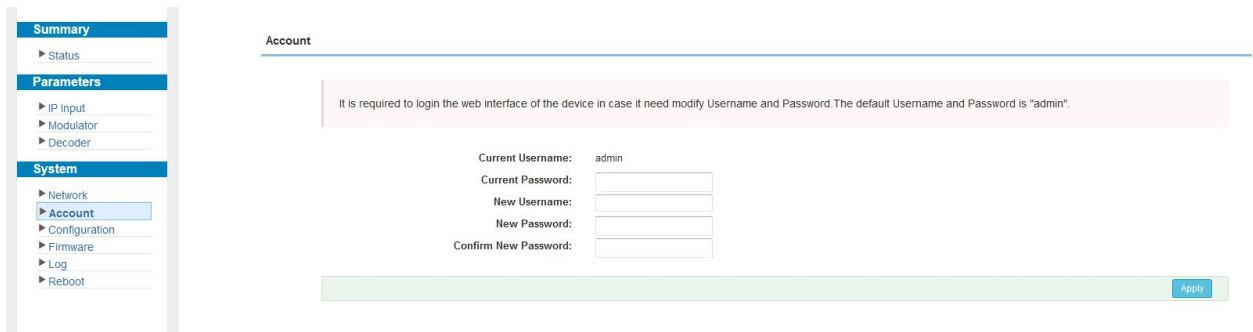 Summary
Status
Parameters
IP Input
Modulator
Decoder
System
Network
Account
Configuration
Firmware
Log
Reboot
Account
It is required to login the web interface of the device in case it need modify Username and Password.The default Username and Password is "admin".
Current Username: admin
Current Password:
New Username:
New Password:
Confirm New Password:
Apply